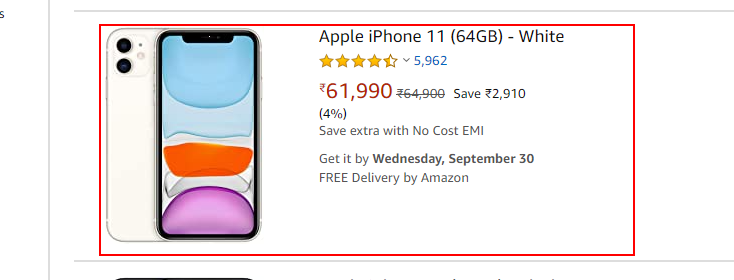 s
Apple iPhone 11 (64GB) - White
5,962
₹61,990 ₹64,900 Save ₹2,910
(4%)
Save extra with No Cost EMI
Get it by Wednesday, September 30
FREE Delivery by Amazon